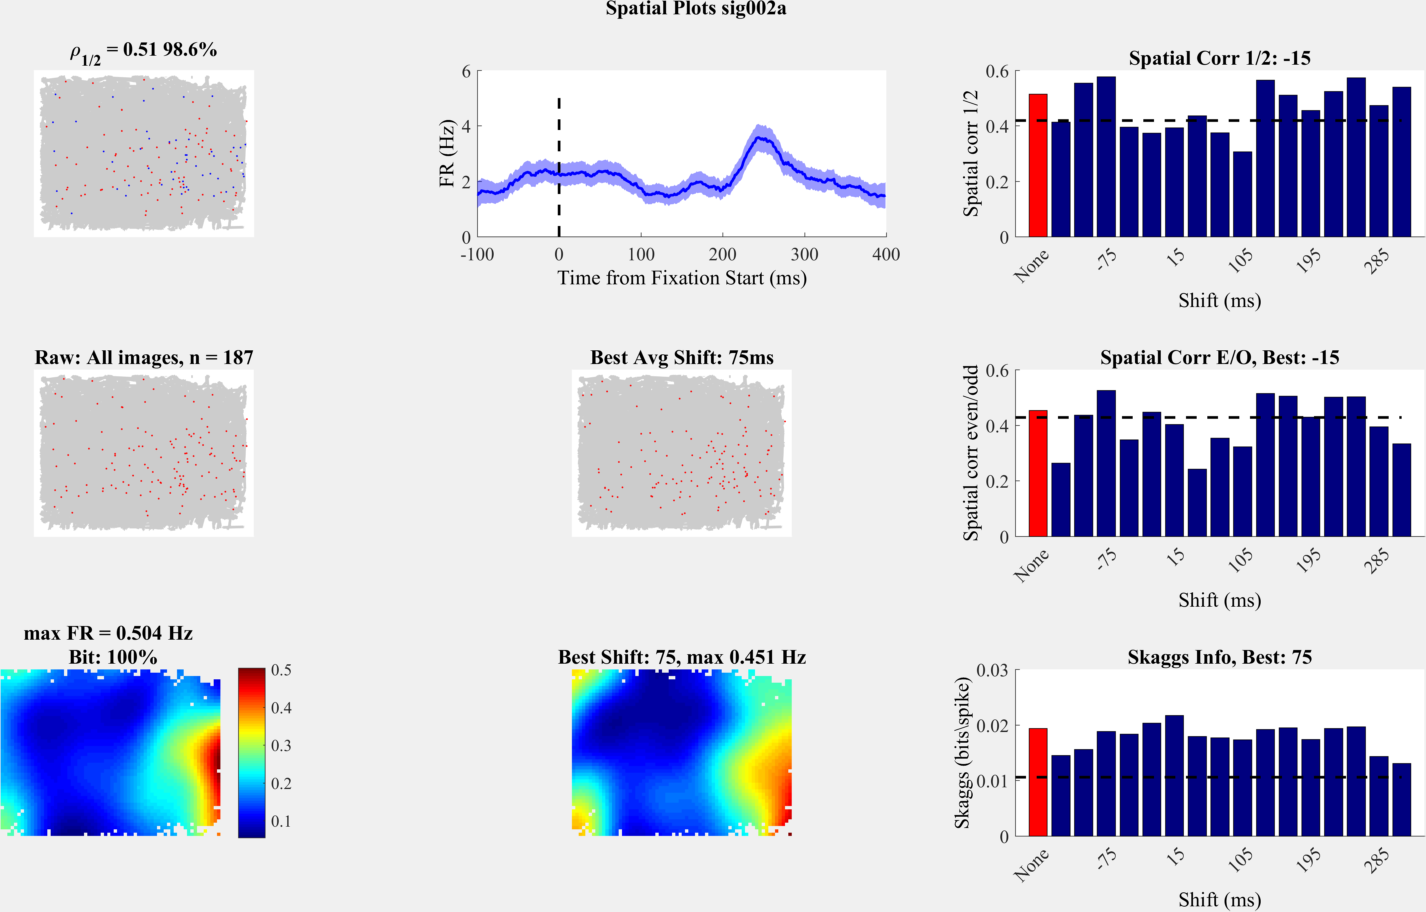 Spatial Plots sig002a
ρ1/2 = 0.51 98.6%
6
4
2
0
FR (Hz)
-100
0
100
200
300
400
Time from Fixation Start (ms)
Spatial Corr 1/2: -15
0.6
0.4
0.2
0
Spatial corr 1/2
None
-75
15
105
195
285
Shift (ms)
Raw: All images, n = 187
Best Avg Shift: 75ms
Spatial Corr E/O, Best: -15
0.6
0.4
0.2
0
Spatial corr even/odd
None
-75
15
105
195
285
Shift (ms)
max FR = 0.504 Hz
Bit: 100%
0.5
0.4
0.3
0.2
0.1
Best Shift: 75, max 0.451 Hz
Skaggs Info, Best: 75
0.03
0.02
0.01
0
Skaggs (bits\spike)
None
-75
15
105
195
285
Shift (ms)